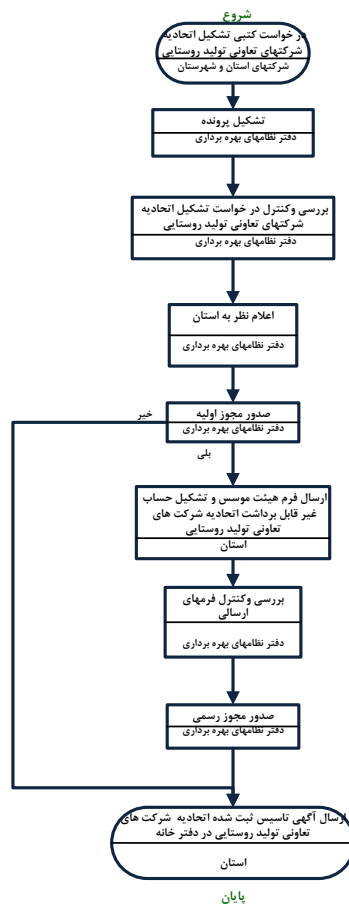 شروع
در خواست کتبی تشکیل اتحادیه
شرکتهای تعاونی تولید روستایی
شرکتهای استان و شهرستان
تشکیل پرونده
دفتر نظامهای بهره برداری
بررسی وکنترل در خواست تشکیل اتحادیه
شرکتهای تعاونی تولید روستایی
دفتر نظامهای بهره برداری
اعلام نظر به استان
دفتر نظامهای بهره برداری
صدور مجوز اولیه
دفتر نظامهای بهره برداری
خیر
بلی
ارسال فرم هیئت موسس و تشکیل حساب
غیر قابل برداشت اتحادیه شرکت های
تعاونی تولید روستایی
استان
بررسی وکنترل فرمهای
ارسالی
دفتر نظامهای بهره برداری
صدور مجوز رسمی
دفتر نظامهای بهره برداری
ارسال آگهی تاسیس ثبت شده اتحادیه شرکت های
تعاونی تولید روستایی در دفتر خانه
استان
پایان